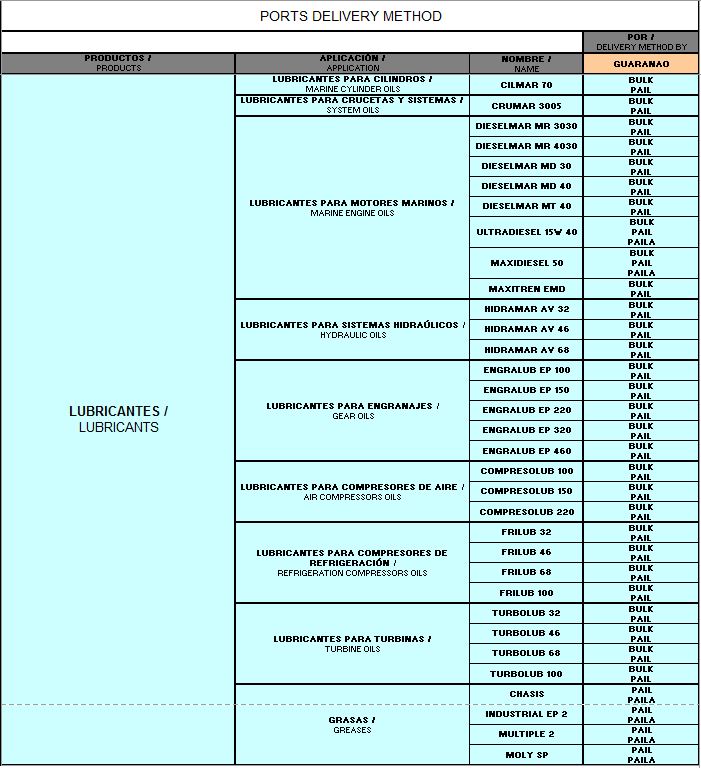 PORTS DELIVERY METHOD
POR /
DELIVERY METHOD BY
PRODUCTOS /
PRODUCTS
APLICACIÓN /
APPLICATION
NOMBRE /
NAME
GUARANAO
LUBRICANTES /
LUBRICANTS
LUBRICANTES PARA CILINDROS /
MARINE CYLINDER OILS
CILMAR 70
BULK
PAIL
LUBRICANTES PARA CRUCETAS Y SISTEMAS /
SYSTEM OILS
CRUMAR 3005
BULK
PAIL
LUBRICANTES PARA MOTORES MARINOS /
MARINE ENGINE OILS
DIESELMAR MR 3030
BULK
PAIL
DIESELMAR MR 4030
BULK
PAIL
DIESELMAR MD 30
BULK
PAIL
DIESELMAR MD 40
BULK
PAIL
DIESELMAR MT 40
BULK
PAIL
ULTRADIESEL 15W 40
BULK
PAIL
PAILA
MAXIDIESEL 50
BULK
PAIL
PAILA
MAXITREN EMD
BULK
PAIL
LUBRICANTES PARA SISTEMAS HIDRAÚLICOS /
HYDRAULIC OILS
HIDRAMAR AV 32
BULK
PAIL
HIDRAMAR AV 46
BULK
PAIL
HIDRAMAR AV 68
BULK
PAIL
LUBRICANTES PARA ENGRANAJES /
GEAR OILS
ENGRALUB EP 100
BULK
PAIL
ENGRALUB EP 150
BULK
PAIL
ENGRALUB EP 220
BULK
PAIL
ENGRALUB EP 320
BULK
PAIL
ENGRALUB EP 460
BULK
PAIL
LUBRICANTES PARA COMPRESORES DE AIRE /
AIR COMPRESSORS OILS
COMPRESOLUB 100
BULK
PAIL
COMPRESOLUB 150
BULK
PAIL
COMPRESOLUB 220
BULK
PAIL
LUBRICANTES PARA COMPRESORES DE
REFRIGERACIÓN /
REFRIGERATION COMPRESSORS OILS
FRILUB 32
BULK
PAIL
FRILUB 46
BULK
PAIL
FRILUB 68
BULK
PAIL
FRILUB 100
BULK
PAIL
LUBRICANTES PARA TURBINAS /
TURBINE OILS
TURBOLUB 32
BULK
PAIL
TURBOLUB 46
BULK
PAIL
TURBOLUB 68
BULK
PAIL
TURBOLUB 100
BULK
PAIL
GRASAS /
GREASES
CHASIS
PAIL
PAILA
INDUSTRIAL EP 2
PAIL
PAILA
MULTIPLE 2
PAIL
PAILA
MOLY SP
PAIL
PAILA